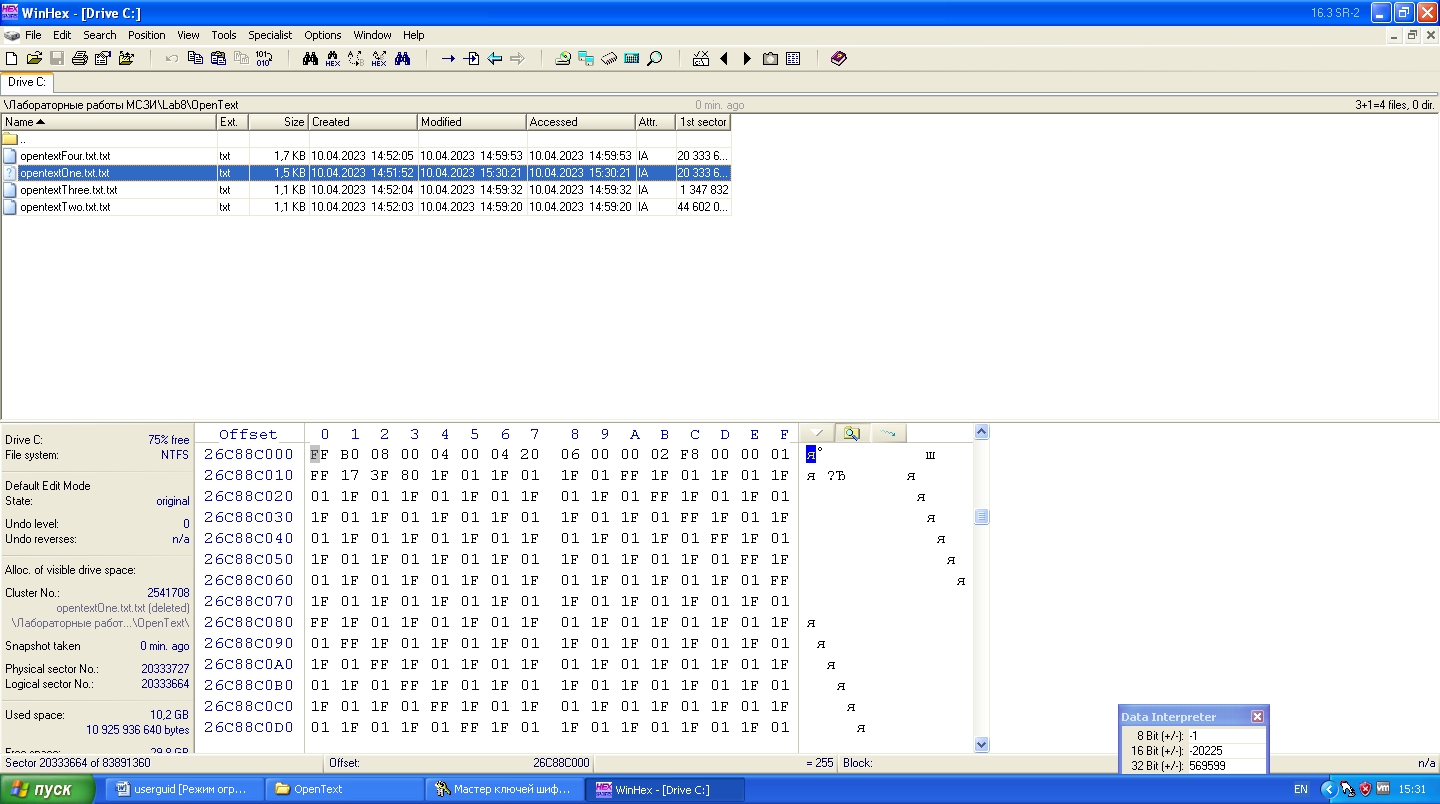 WinHex - [Drive C:] 16.3 SR-2
File Edit Search Position View Tools Specialist Options Window Help
Drive C:
\Лабораторные работы МСЗИ\Lab8\OpenText 0 min. ago 3+1=4 files, 0 dir.
Name Ext. Size Created Modified Accessed Attr. 1st sector
..
opentextFour.txt.txt txt 1,7 KB 10.04.2023 14:52:05 10.04.2023 14:59:53 10.04.2023 14:59:53 IA 20 333 6...
opentextOne.txt.txt txt 1,5 KB 10.04.2023 14:51:52 10.04.2023 15:30:21 10.04.2023 15:30:21 IA 20 333 6...
opentextThree.txt.txt txt 1,1 KB 10.04.2023 14:52:04 10.04.2023 14:59:32 10.04.2023 14:59:32 IA 1 347 832
opentextTwo.txt.txt txt 1,1 KB 10.04.2023 14:52:03 10.04.2023 14:59:20 10.04.2023 14:59:20 IA 44 602 0...
Drive C: 75% free
File system: NTFS
Default Edit Mode
State: original
Undo level: 0
Undo reverses: n/a
Alloc. of visible drive space:
Cluster No.: 2541708
opentextOne.txt.txt (deleted)
\Лабораторные работ...\OpenText\
Snapshot taken 0 min. ago
Physical sector No.: 20333727
Logical sector No.: 20333664
Used space: 10,2 GB
10 925 936 640 bytes
Free space: 29,8 GB
Offset 0 1 2 3 4 5 6 7 8 9 A B C D E F
26C88C000 FF B0 08 00 04 00 04 20 06 00 00 02 F8 00 00 01 я° ш
26C88C010 FF 17 3F 80 1F 01 1F 01 1F 01 FF 1F 01 1F 01 1F я ?Ђ я
26C88C020 01 1F 01 1F 01 1F 01 1F 01 1F 01 FF 1F 01 1F 01 я
26C88C030 1F 01 1F 01 1F 01 1F 01 1F 01 1F 01 FF 1F 01 1F я
26C88C040 01 1F 01 1F 01 1F 01 1F 01 1F 01 1F 01 FF 1F 01 я
26C88C050 1F 01 1F 01 1F 01 1F 01 1F 01 1F 01 1F 01 FF 1F я
26C88C060 01 1F 01 1F 01 1F 01 1F 01 1F 01 1F 01 1F 01 FF я
26C88C070 1F 01 1F 01 1F 01 1F 01 1F 01 1F 01 1F 01 1F 01
26C88C080 FF 1F 01 1F 01 1F 01 1F 01 1F 01 1F 01 1F 01 1F я
26C88C090 01 FF 1F 01 1F 01 1F 01 1F 01 1F 01 1F 01 1F 01 я
26C88C0A0 1F 01 FF 1F 01 1F 01 1F 01 1F 01 1F 01 1F 01 1F я
26C88C0B0 01 1F 01 FF 1F 01 1F 01 1F 01 1F 01 1F 01 1F 01 я
26C88C0C0 1F 01 1F 01 FF 1F 01 1F 01 1F 01 1F 01 1F 01 1F я
26C88C0D0 01 1F 01 1F 01 FF 1F 01 1F 01 1F 01 1F 01 1F 01 я
Data Interpreter
8 Bit (+/-): -1
16 Bit (+/-): -20225
32 Bit (+/-): 569599
Sector 20333664 of 83891360 Offset: 26C88C000 = 255 Block: n/a
пуск userguid [Режим огр... OpenText Мастер ключей шиф... WinHex - [Drive C:] EN 15:31